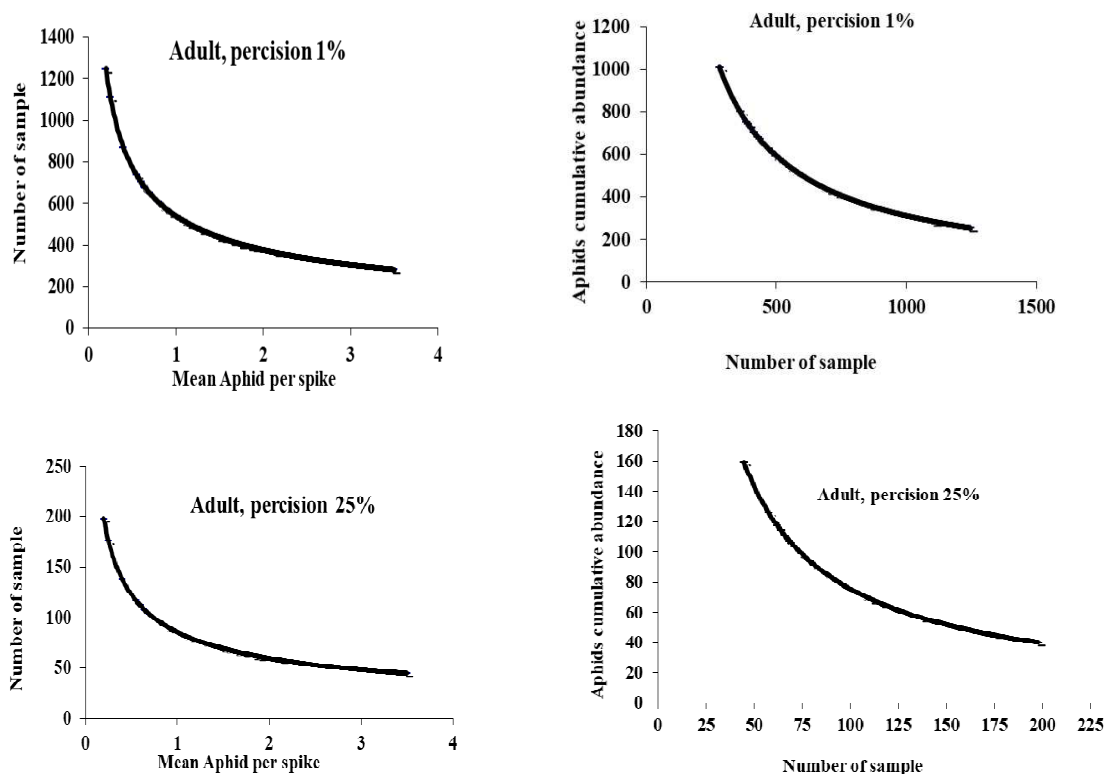 Adult, percision 1%
Number of sample
1400
1200
1000
800
600
400
200
0
0 1 2 3 4
Mean Aphid per spike
Adult, percision 1%
Aphids cumulative abundance
1200
1000
800
600
400
200
0
0 500 1000 1500
Number of sample
Adult, percision 25%
Number of sample
250
200
150
100
50
0
0 1 2 3 4
Mean Aphid per spike
Adult, percision 25%
Aphids cumulative abundance
180
160
140
120
100
80
60
40
20
0
0 25 50 75 100 125 150 175 200 225
Number of sample